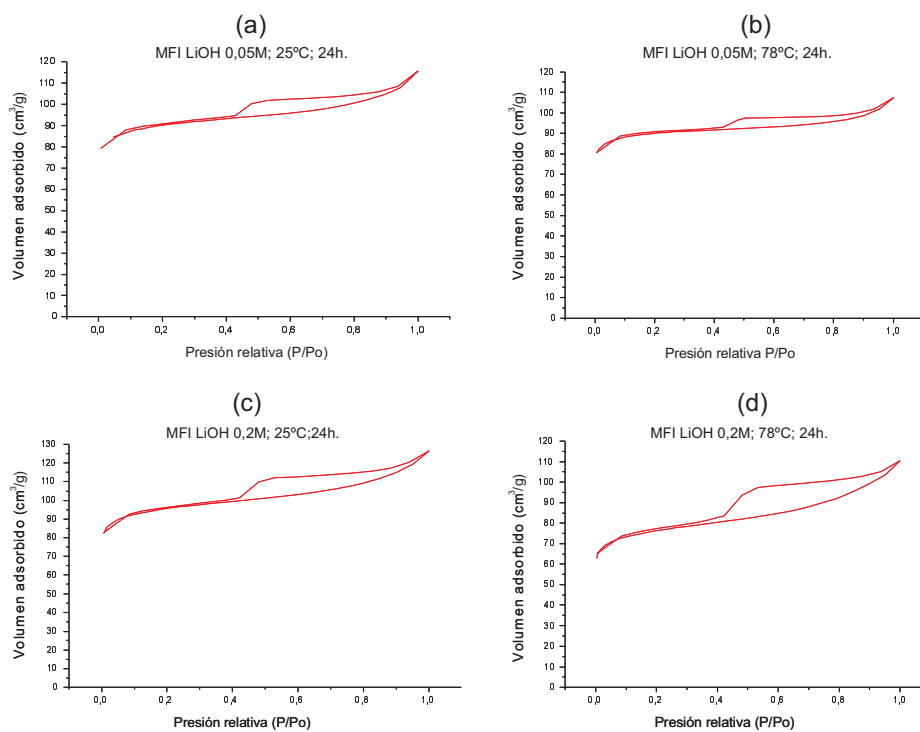 (a)
MFI LiOH 0,05M; 25ºC; 24h.
Volumen adsorbido (cm³/g)
120
110
100
90
80
70
60
50
40
30
20
10
0
0,0 0,2 0,4 0,6 0,8 1,0
Presión relativa (P/Po)
(b)
MFI LiOH 0,05M; 78ºC; 24h.
Volumen adsorbido (cm³/g)
120
110
100
90
80
70
60
50
40
30
20
10
0
0,0 0,2 0,4 0,6 0,8 1,0
Presión relativa P/Po
(c)
MFI LiOH 0,2M; 25ºC;24h.
Volumen adsorbido (cm³/g)
130
120
110
100
90
80
70
60
50
40
30
20
10
0
0,0 0,2 0,4 0,6 0,8 1,0
Presión relativa (P/Po)
(d)
MFI LiOH 0,2M; 78ºC; 24h.
Volumen adsorbido (cm³/g)
120
110
100
90
80
70
60
50
40
30
20
10
0
0,0 0,2 0,4 0,6 0,8 1,0
Presión relativa (P/Po)